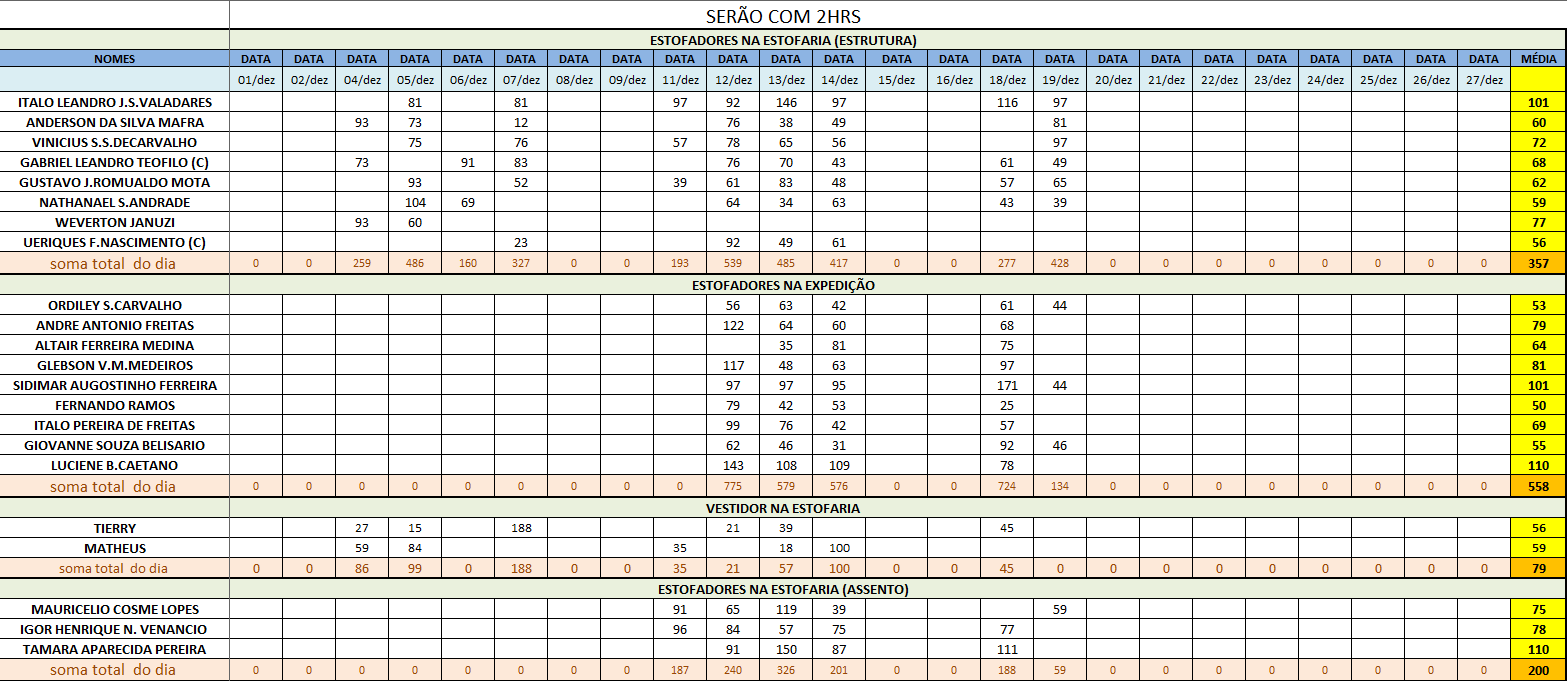 SERÃO COM 2HRS
ESTOFADORES NA ESTOFARIA (ESTRUTURA)
NOMES DATA DATA DATA DATA DATA DATA DATA DATA DATA DATA DATA DATA DATA DATA DATA DATA DATA DATA DATA DATA DATA DATA DATA DATA MÉDIA
01/dez 02/dez 04/dez 05/dez 06/dez 07/dez 08/dez 09/dez 11/dez 12/dez 13/dez 14/dez 15/dez 16/dez 18/dez 19/dez 20/dez 21/dez 22/dez 23/dez 24/dez 25/dez 26/dez 27/dez
ITALO LEANDRO J.S.VALADARES 81 81 97 92 146 97 116 97 101
ANDERSON DA SILVA MAFRA 93 73 12 76 38 49 81 60
VINICIUS S.S.DECARVALHO 75 76 57 78 65 56 97 72
GABRIEL LEANDRO TEOFILO (C) 73 91 83 76 70 43 61 49 68
GUSTAVO J.ROMUALDO MOTA 93 52 39 61 83 48 57 65 62
NATHANAEL S.ANDRADE 104 69 64 34 63 43 39 59
WEVERTON JANUZI 93 60 77
UERIQUES F.NASCIMENTO (C) 23 92 49 61 56
soma total do dia 0 0 259 486 160 327 0 0 193 539 485 417 0 0 277 428 0 0 0 0 0 0 0 0 357
ESTOFADORES NA EXPEDIÇÃO
ORDILEY S.CARVALHO 56 63 42 61 44 53
ANDRE ANTONIO FREITAS 122 64 60 68 79
ALTAIR FERREIRA MEDINA 35 81 75 64
GLEBSON V.M.MEDEIROS 117 48 63 97 81
SIDIMAR AUGOSTINHO FERREIRA 97 97 95 171 44 101
FERNANDO RAMOS 79 42 53 25 50
ITALO PEREIRA DE FREITAS 99 76 42 57 69
GIOVANNE SOUZA BELISARIO 62 46 31 92 46 55
LUCIENE B.CAETANO 143 108 109 78 110
soma total do dia 0 0 0 0 0 0 0 0 0 775 579 576 0 0 724 134 0 0 0 0 0 0 0 0 558
VESTIDOR NA ESTOFARIA
TIERRY 27 15 188 21 39 45 56
MATHEUS 59 84 35 18 100 59
soma total do dia 0 0 86 99 0 188 0 0 35 21 57 100 0 0 45 0 0 0 0 0 0 0 0 0 79
ESTOFADORES NA ESTOFARIA (ASSENTO)
MAURICELIO COSME LOPES 91 65 119 39 59 75
IGOR HENRIQUE N. VENANCIO 96 84 57 75 77 78
TAMARA APARECIDA PEREIRA 91 150 87 111 110
soma total do dia 0 0 0 0 0 0 0 0 187 240 326 201 0 0 188 59 0 0 0 0 0 0 0 0 200